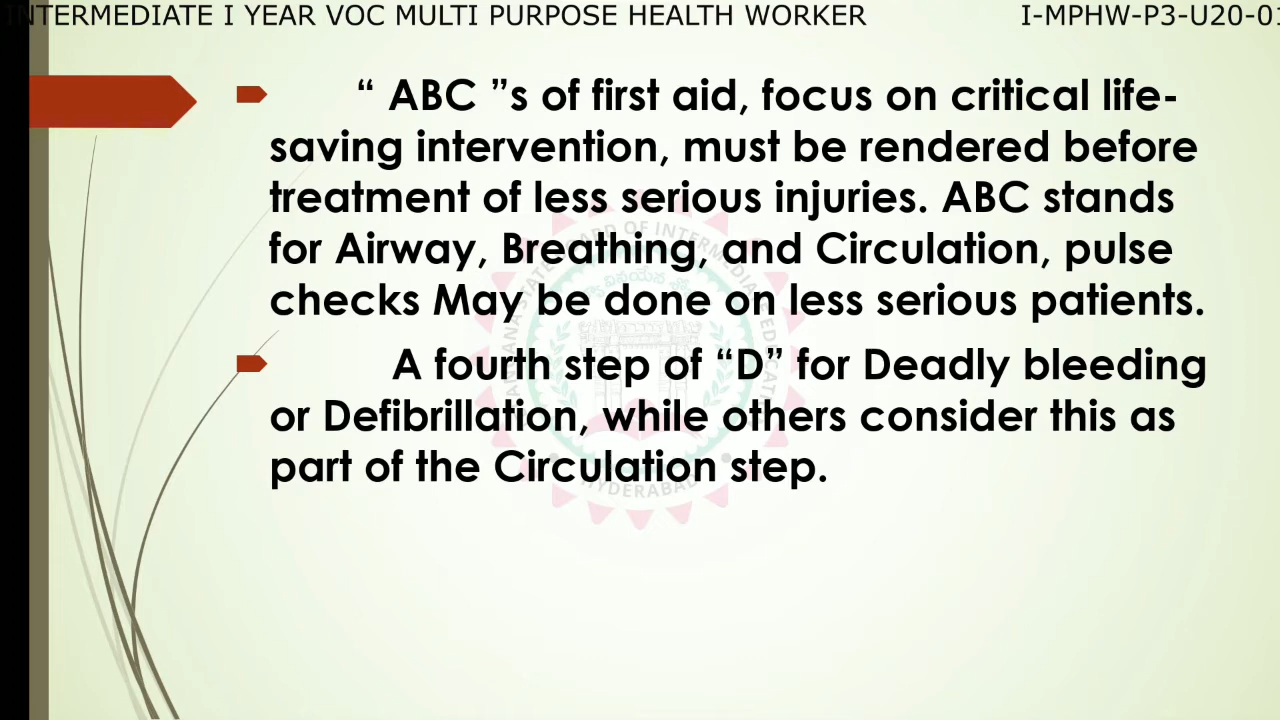 INTERMEDIATE I YEAR VOC MULTI PURPOSE HEALTH WORKER I-MPHW-P3-U20-01
“ ABC ”s of first aid, focus on critical life-
saving intervention, must be rendered before
treatment of less serious injuries. ABC stands
for Airway, Breathing, and Circulation, pulse
checks May be done on less serious patients.
A fourth step of “D” for Deadly bleeding
or Defibrillation, while others consider this as
part of the Circulation step.
HYDERABAD